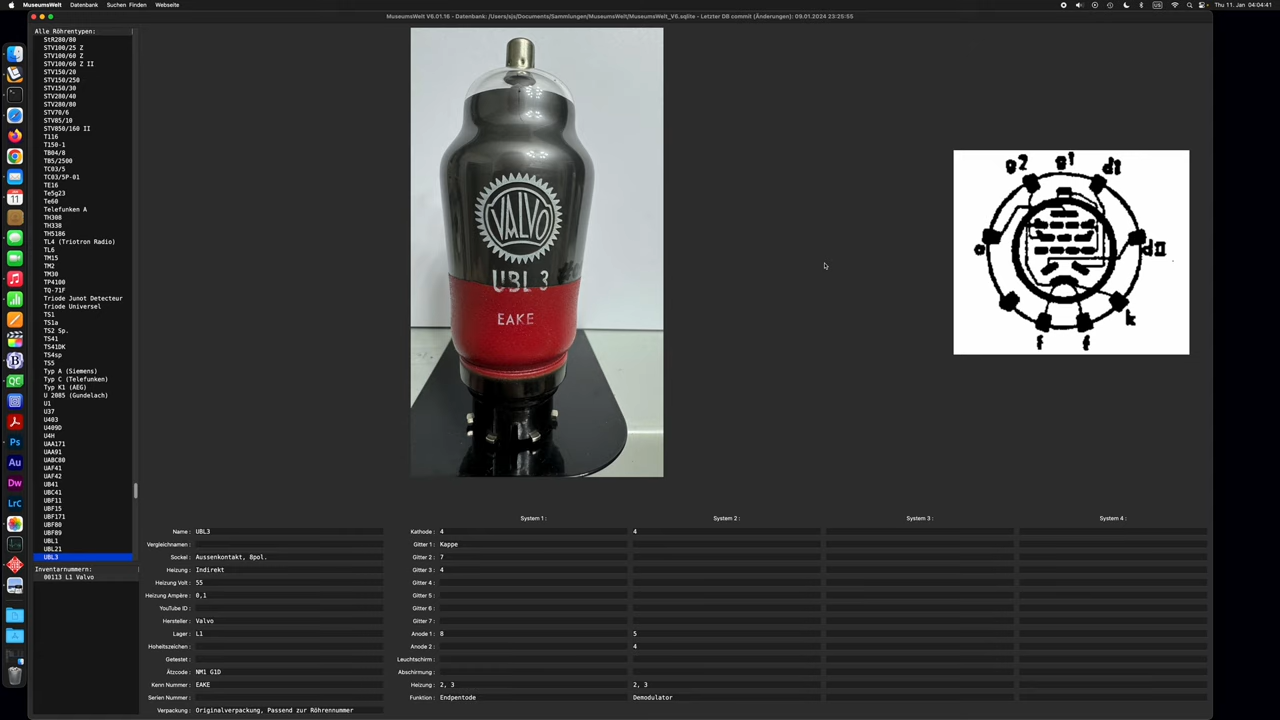 MuseumsWelt Datenbank Suchen Finden Webseite
Thu 11. Jan 04:04:41
MuseumsWelt V6.01.16 - Datenbank: /Users/sjs/Documents/Sammlungen/MuseumsWelt/MuseumsWelt_V6.sqlite - Letzter DB commit (Änderungen): 09.01.2024 23:25:55
Alle Röhrentypen:
StR280/80
STV100/25 Z
STV100/60 Z
STV100/60 Z II
STV150/20
STV150/250
STV150/30
STV280/40
STV280/80
STV70/6
STV85/10
STV850/160 II
T116
T150-1
TB04/8
TB5/2500
TC03/5
TC03/5P-01
TE16
Te5g23
Te60
Telefunken A
TH308
TH338
TH5186
TL4 (Triotron Radio)
TL6
TM15
TM2
TM30
TP4100
TQ-71F
Triode Junot Detecteur
Triode Universel
TS1
TS1a
TS2 Sp.
TS41
TS41DK
TS4sp
TS5
Typ A (Siemens)
Typ C (Telefunken)
Typ K1 (AEG)
U 2085 (Gundelach)
U1
U37
U403
U409D
U4H
UAA171
UAA91
UABC80
UAF41
UAF42
UB41
UBC41
UBF11
UBF15
UBF171
UBF80
UBF89
UBL1
UBL21
UBL3
Inventarnummern:
00113 L1 Valvo
VALVO
UBL 3
EAKE
g2 g1 d1
a
dII
k
f f
System 1 : System 2 : System 3 : System 4 :
Name : UBL3
Vergleichnamen :
Sockel : Aussenkontakt, 8pol.
Heizung : Indirekt
Heizung Volt : 55
Heizung Ampère : 0,1
YouTube ID :
Hersteller : Valvo
Lager : L1
Hoheitszeichen :
Getestet :
Ätzcode : NM1 G1D
Kenn Nummer : EAKE
Serien Nummer :
Verpackung : Originalverpackung, Passend zur Röhrennummer
Kathode : 4 4
Gitter 1 : Kappe
Gitter 2 : 7
Gitter 3 : 4
Gitter 4 :
Gitter 5 :
Gitter 6 :
Gitter 7 :
Anode 1 : 8 5
Anode 2 : 4
Leuchtschirm :
Abschirmung :
Heizung : 2, 3 2, 3
Funktion : Endpentode Demodulator